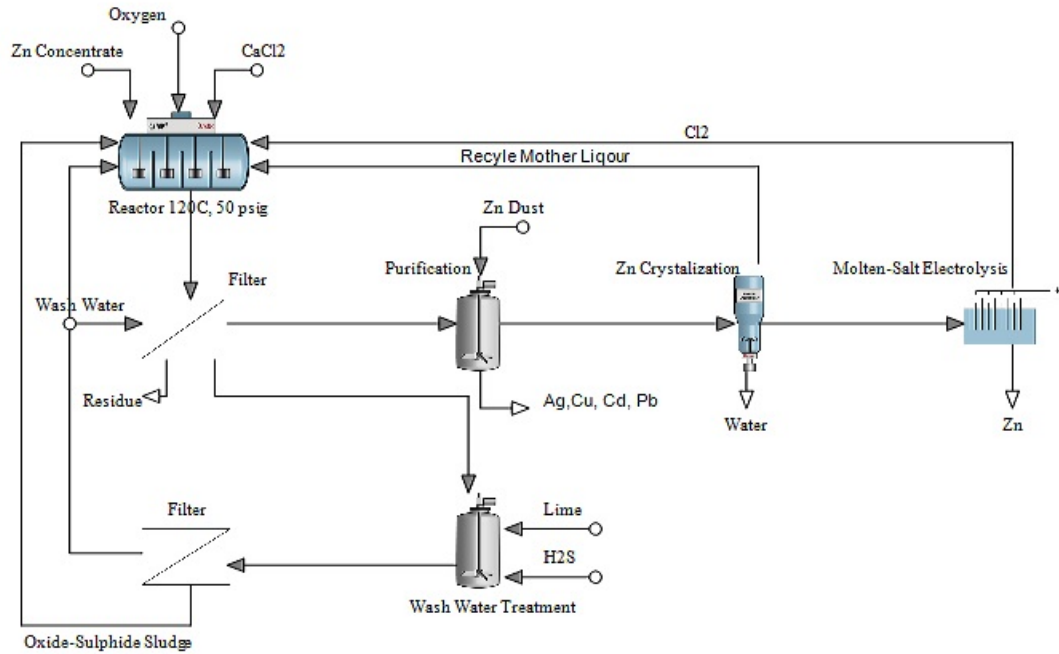 Oxygen
Zn Concentrate
CaCl2
Cl2
Recyle Mother Liqour
Reactor 120C, 50 psig
Zn Dust
Filter
Purification
Zn Crystalization
Molten-Salt Electrolysis
Wash Water
Residue
Ag,Cu, Cd, Pb
Water
Zn
Filter
Lime
H2S
Wash Water Treatment
Oxide-Sulphide Sludge